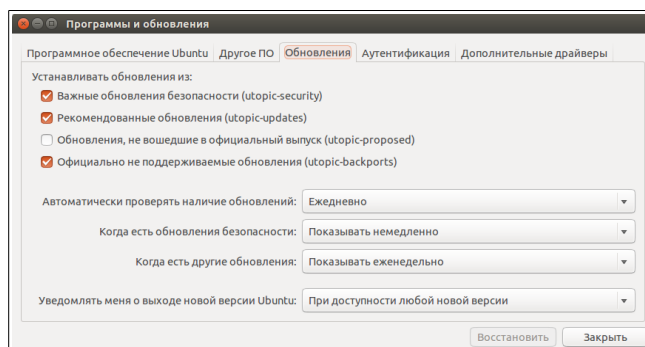 Программы и обновления
Программное обеспечение Ubuntu Другое ПО Обновления Аутентификация Дополнительные драйверы
Устанавливать обновления из:
Важные обновления безопасности (utopic-security)
Рекомендованные обновления (utopic-updates)
Обновления, не вошедшие в официальный выпуск (utopic-proposed)
Официально не поддерживаемые обновления (utopic-backports)
Автоматически проверять наличие обновлений: Ежедневно
Когда есть обновления безопасности: Показывать немедленно
Когда есть другие обновления: Показывать еженедельно
Уведомлять меня о выходе новой версии Ubuntu: При доступности любой новой версии
Восстановить Закрыть